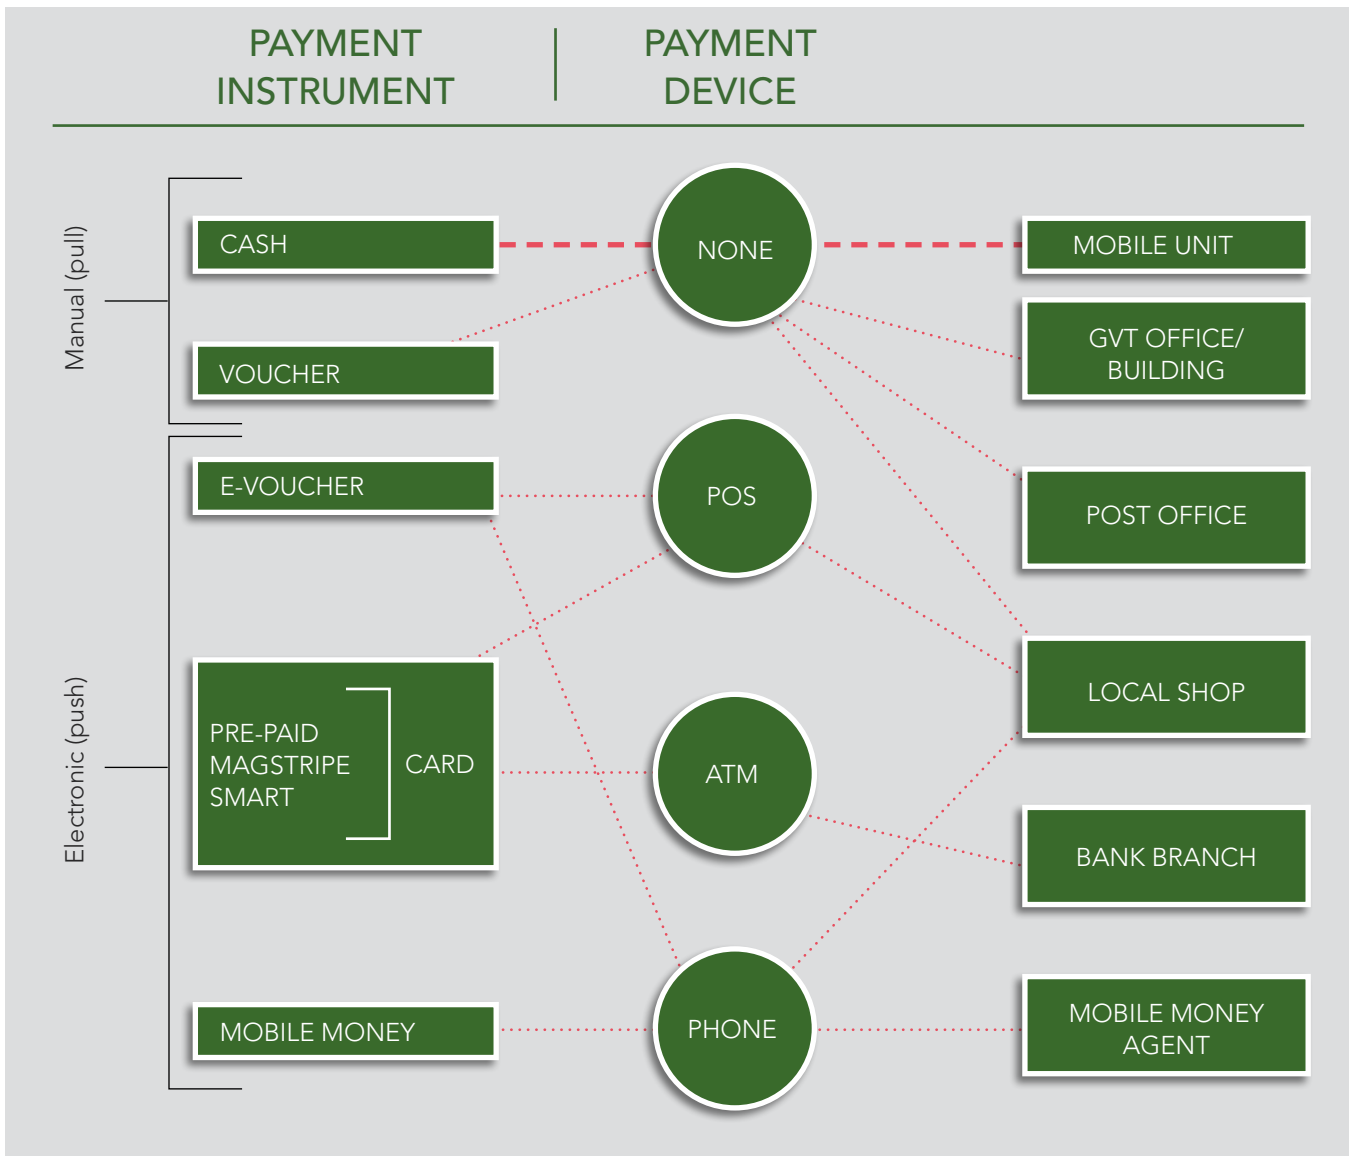 PAYMENT
INSTRUMENT
PAYMENT
DEVICE
Manual (pull)
CASH
NONE
MOBILE UNIT
GVT OFFICE/
BUILDING
VOUCHER
E-VOUCHER
POS
POST OFFICE
Electronic (push)
LOCAL SHOP
PRE-PAID
MAGSTRIPE
SMART
CARD
ATM
BANK BRANCH
MOBILE MONEY
PHONE
MOBILE MONEY
AGENT